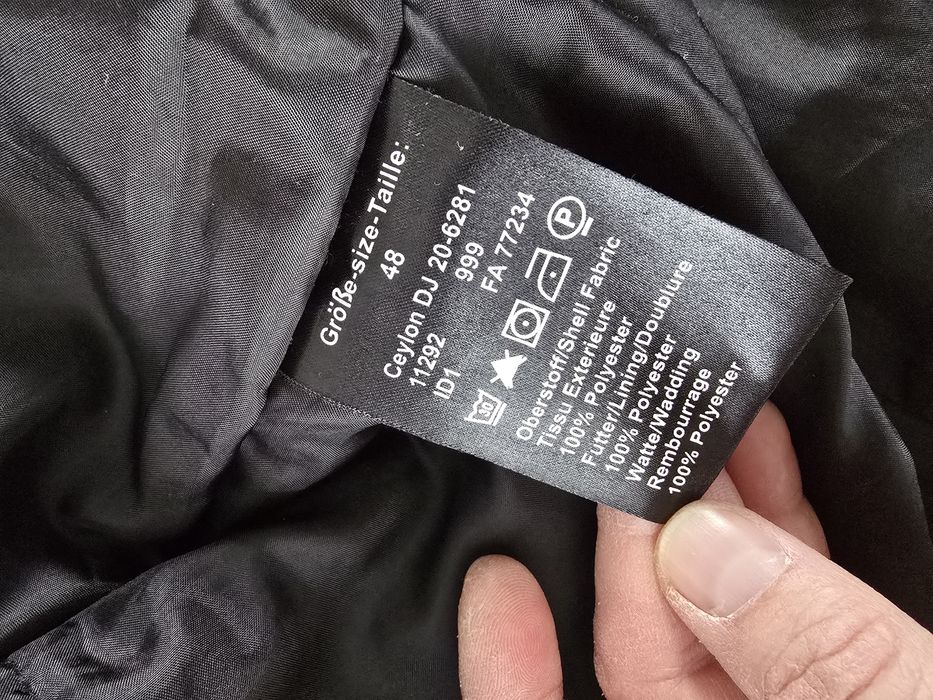 Größe-size-Taille:
48
Ceylon DJ 20-6281
11292 999
ID1 FA 77234
30
P
Oberstoff/Shell Fabric
Tissu Exterieure
100% Polyester
Futter/Lining/Doublure
100% Polyester
Watte/Wadding
Rembourrage
100% Polyester